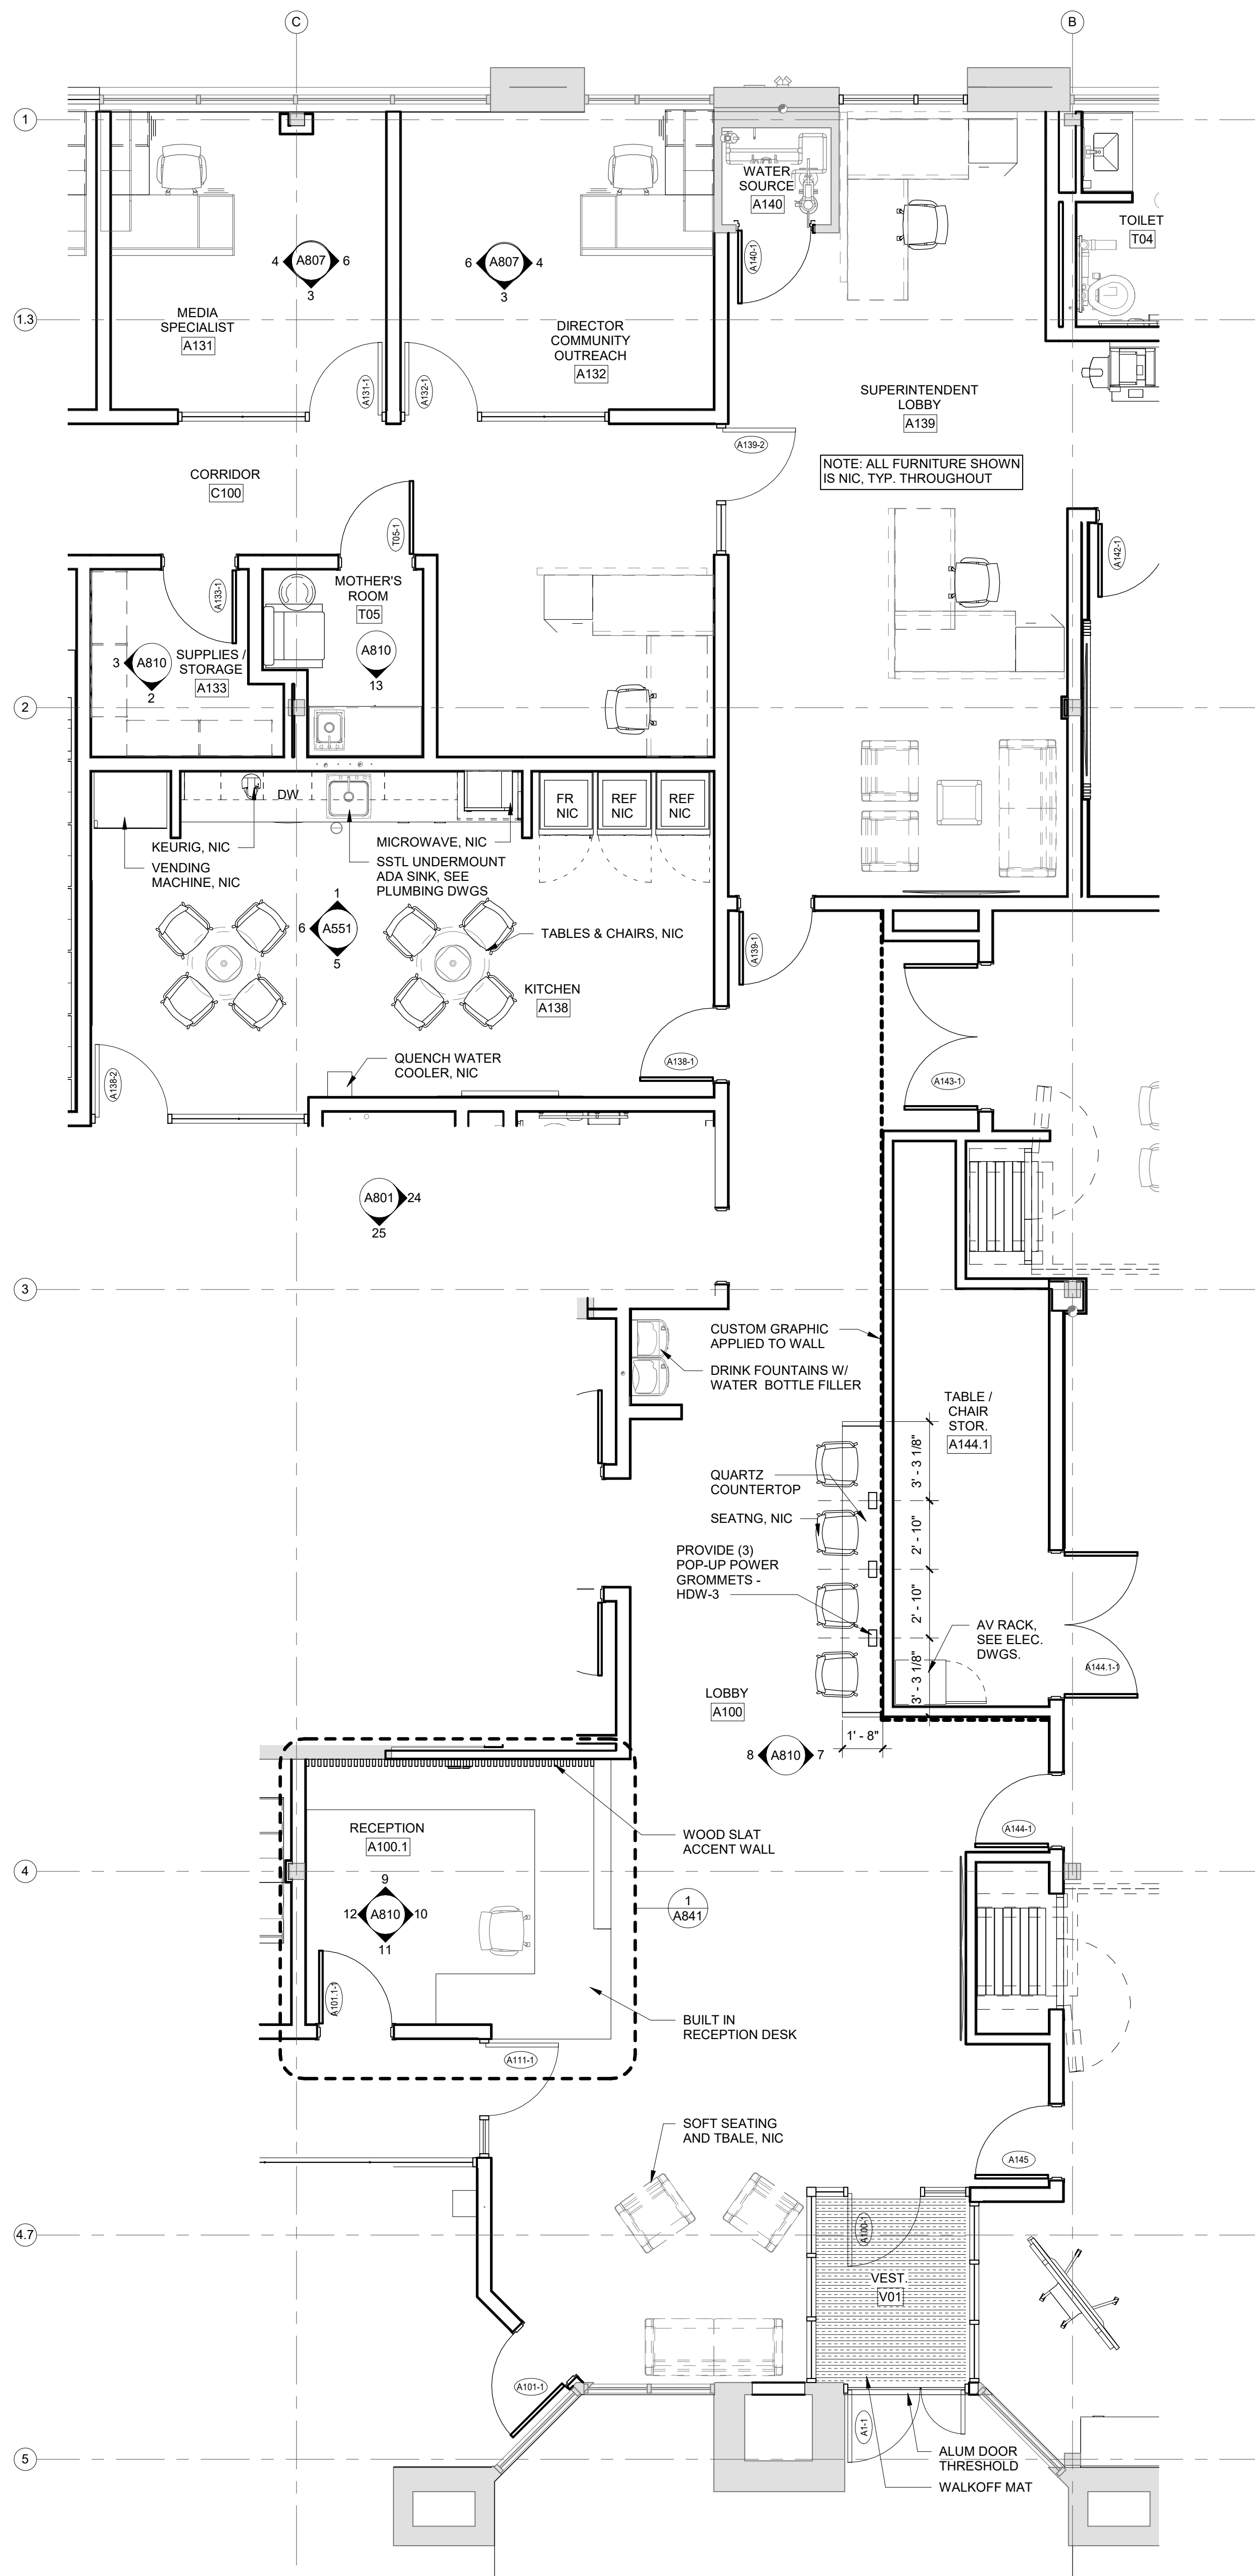 C
B
1
WATER
SOURCE
A140
TOILET
T04
A140-1
4
A807
6
3
6
A807
4
3
1.3
MEDIA
SPECIALIST
A131
DIRECTOR
COMMUNITY
OUTREACH
A132
A131-1
A132-1
SUPERINTENDENT
LOBBY
A139
A139-2
NOTE: ALL FURNITURE SHOWN
IS NIC, TYP. THROUGHOUT
CORRIDOR
C100
T05-1
A142-1
MOTHER'S
ROOM
T05
A133-1
A810
13
3
A810
2
SUPPLIES /
STORAGE
A133
2
DW
FR
NIC
REF
NIC
REF
NIC
KEURIG, NIC
VENDING
MACHINE, NIC
MICROWAVE, NIC
SSTL UNDERMOUNT
ADA SINK, SEE
PLUMBING DWGS
1
6
A551
5
TABLES & CHAIRS, NIC
A139-1
KITCHEN
A138
QUENCH WATER
COOLER, NIC
A138-2
A138-1
A143-1
A801
24
25
3
CUSTOM GRAPHIC
APPLIED TO WALL
DRINK FOUNTAINS W/
WATER BOTTLE FILLER
TABLE /
CHAIR
STOR.
A144.1
3' - 3 1/8"
QUARTZ
COUNTERTOP
SEATNG, NIC
2' - 10"
PROVIDE (3)
POP-UP POWER
GROMMETS -
HDW-3
2' - 10"
AV RACK,
SEE ELEC.
DWGS.
3' - 3 1/8"
A144.1-1
LOBBY
A100
1' - 8"
8
A810
7
RECEPTION
A100.1
WOOD SLAT
ACCENT WALL
A144-1
4
9
12
A810
10
11
1
A841
A101.1-1
BUILT IN
RECEPTION DESK
A111-1
SOFT SEATING
AND TBALE, NIC
A145
4.7
A100-1
VEST.
V01
A101-1
A1-1
5
ALUM DOOR
THRESHOLD
WALKOFF MAT